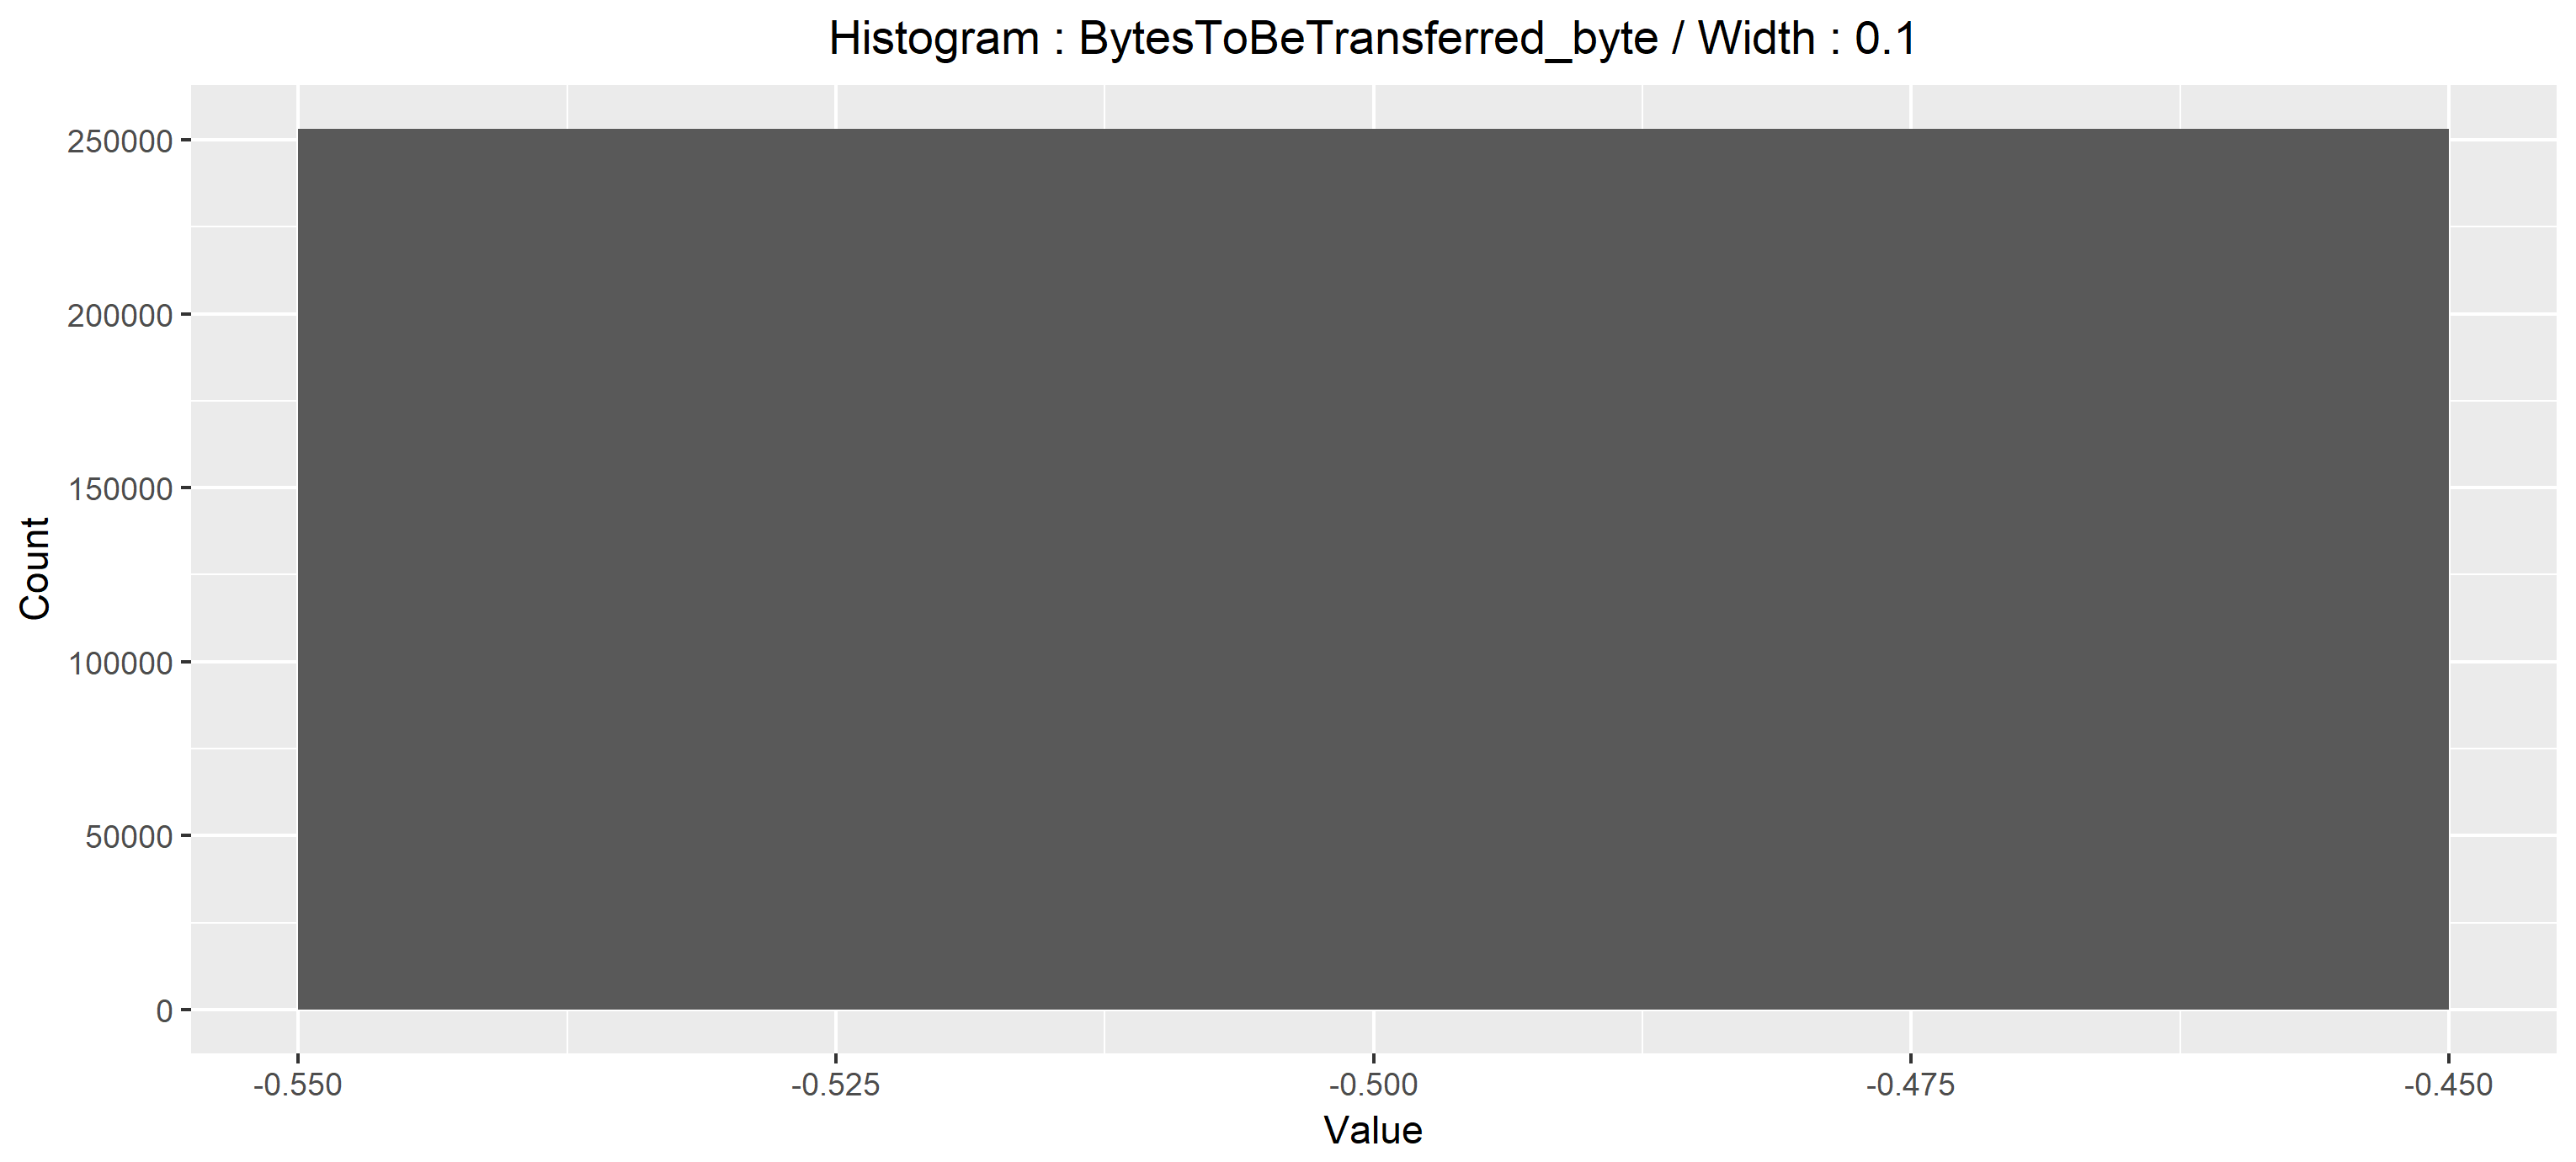 Histogram : BytesToBeTransferred_byte / Width : 0.1
250000
200000
150000
100000
50000
0
Count
-0.550 -0.525 -0.500 -0.475 -0.450
Value